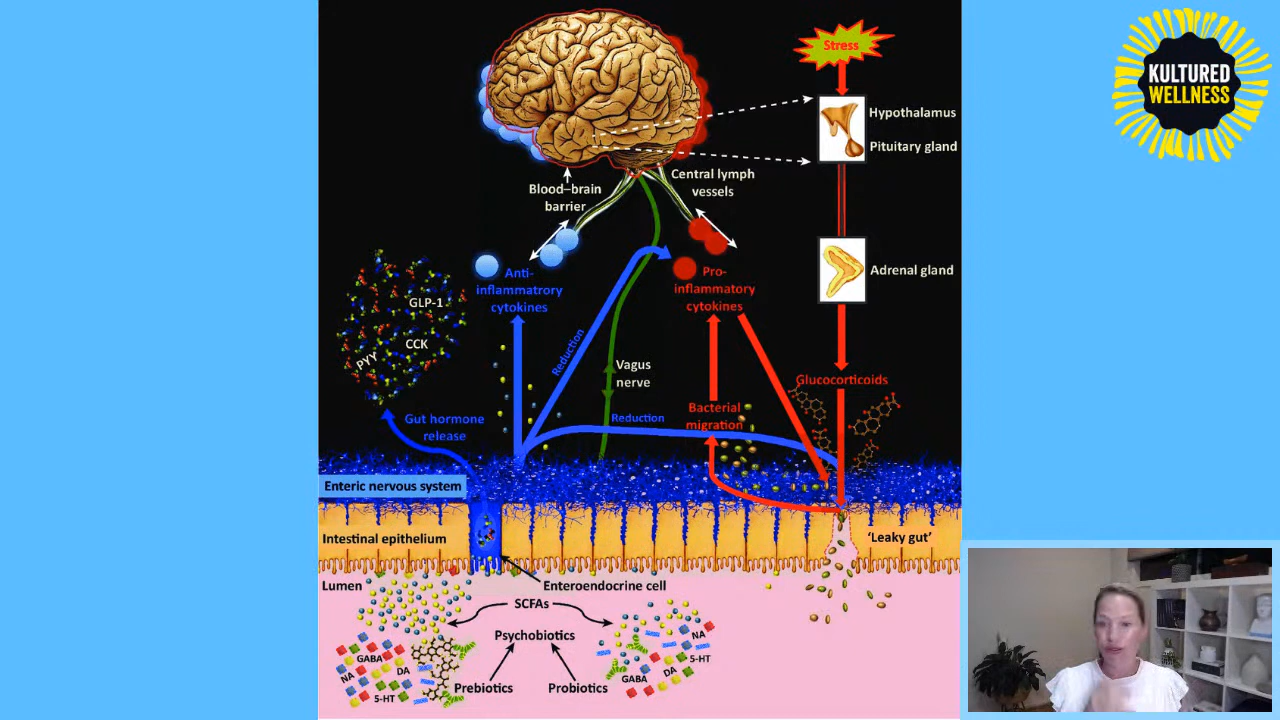 KULTURED
WELLNESS
Stress
Hypothalamus
Pituitary gland
Blood–brain
barrier
Central lymph
vessels
Adrenal gland
Anti-
inflammatrory
cytokines
Pro-
inflammatory
cytokines
GLP-1
CCK
PYY
Reduction
Vagus
nerve
Glucocorticoids
Bacterial
migration
Reduction
Gut hormone
release
Enteric nervous system
Intestinal epithelium
‘Leaky gut’
Lumen
Enteroendocrine cell
SCFAs
Psychobiotics
Prebiotics
Probiotics
GABA
NA
DA
5-HT
NA
5-HT
DA
GABA